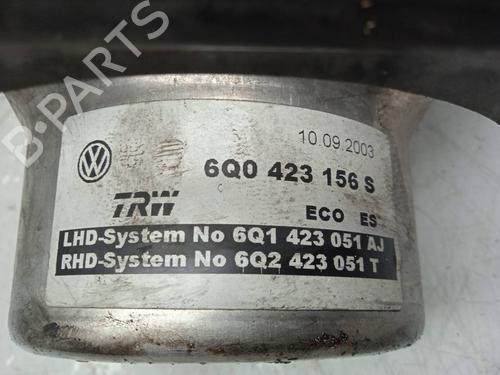 B-PARTS
10.09.2003
6Q0 423 156 S
TRW
ECO ES
LHD-System No 6Q1 423 051 AJ
RHD-System No 6Q2 423 051 T